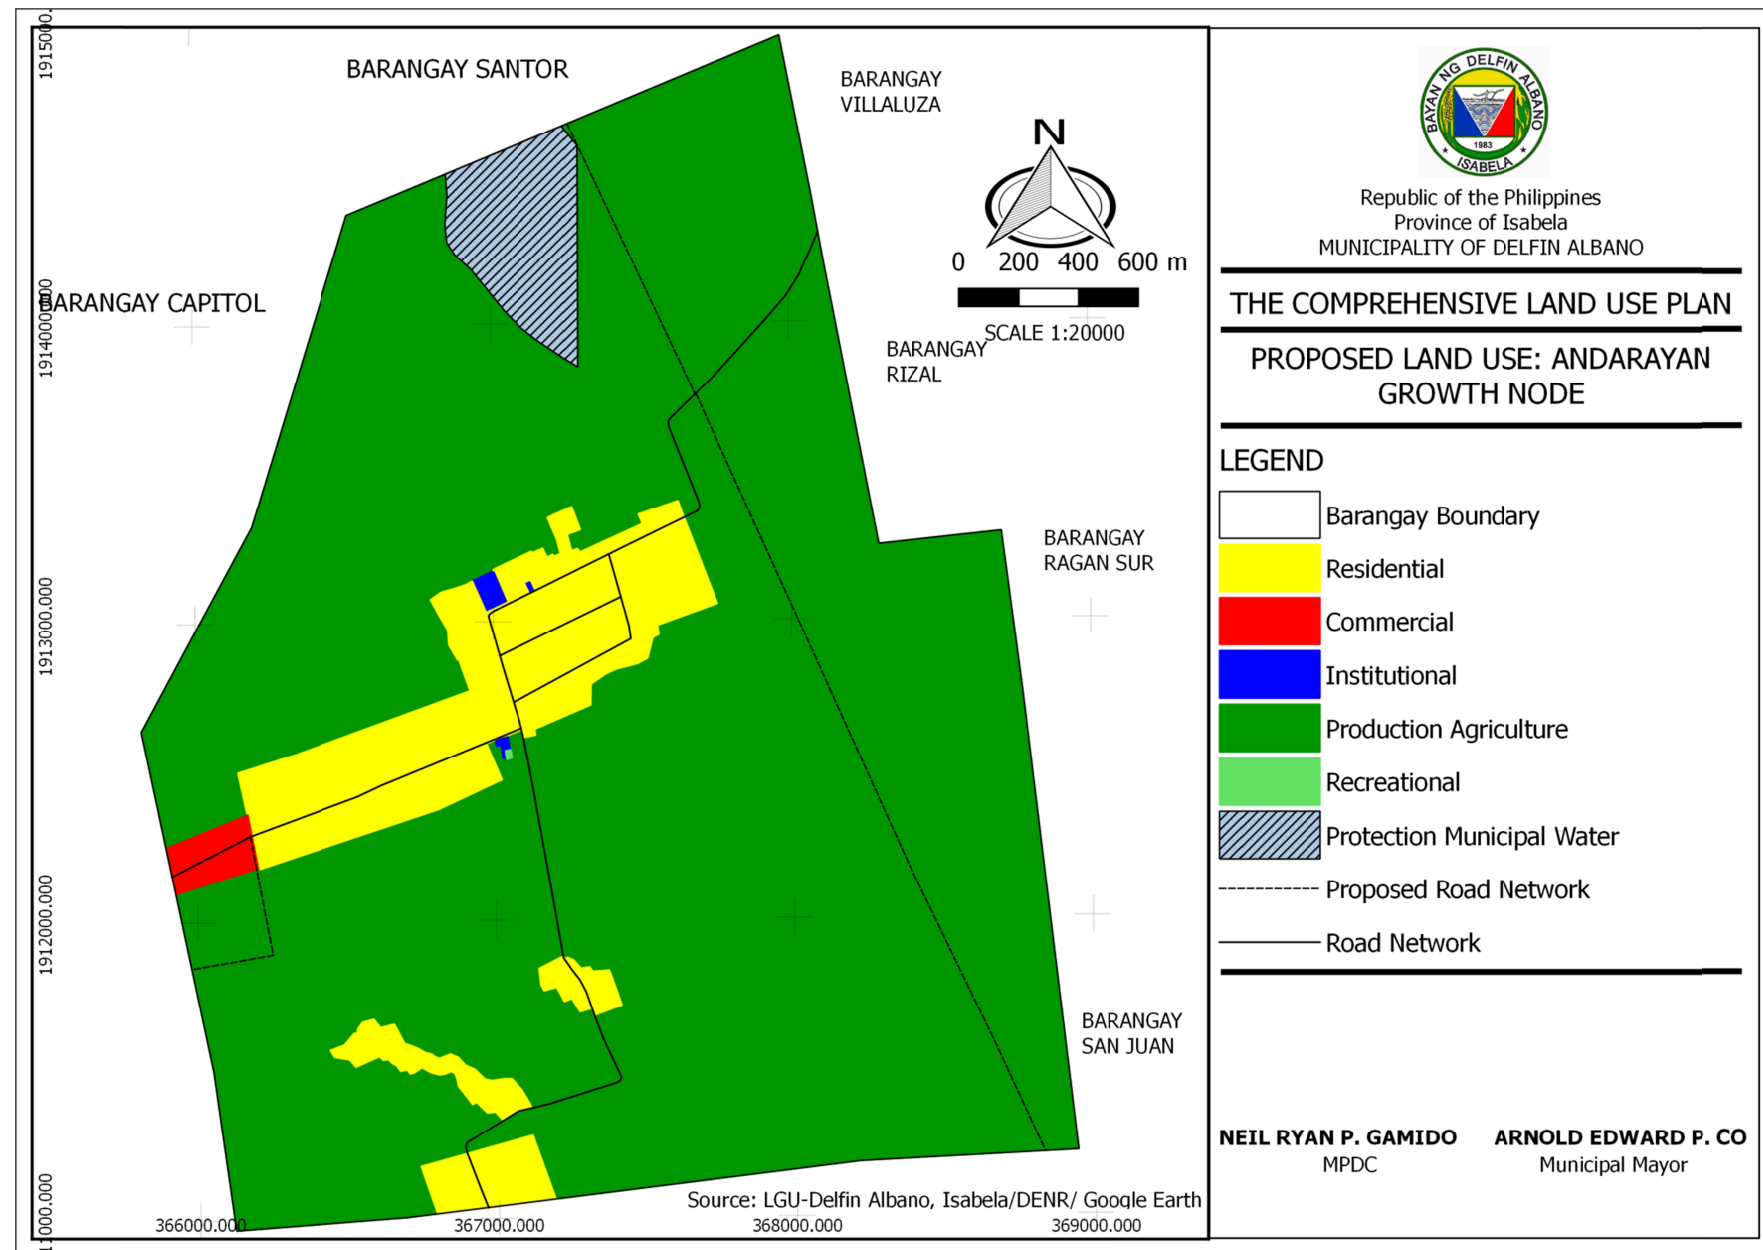 BARANGAY SANTOR
BARANGAY
VILLALUZA
BARANGAY CAPITOL
N
0 200 400 600 m
SCALE 1:20000
BARANGAY
RIZAL
BARANGAY
RAGAN SUR
BARANGAY
SAN JUAN
1914000.000
1913000.000
1912000.000
366000.000
367000.000
368000.000
369000.000
Source: LGU-Delfin Albano, Isabela/DENR/ Google Earth
BAYAN NG DELFIN ALBANO
1983
ISABELA
Republic of the Philippines
Province of Isabela
MUNICIPALITY OF DELFIN ALBANO
THE COMPREHENSIVE LAND USE PLAN
PROPOSED LAND USE: ANDARAYAN
GROWTH NODE
LEGEND
Barangay Boundary
Residential
Commercial
Institutional
Production Agriculture
Recreational
Protection Municipal Water
Proposed Road Network
Road Network
NEIL RYAN P. GAMIDO
MPDC
ARNOLD EDWARD P. CO
Municipal Mayor